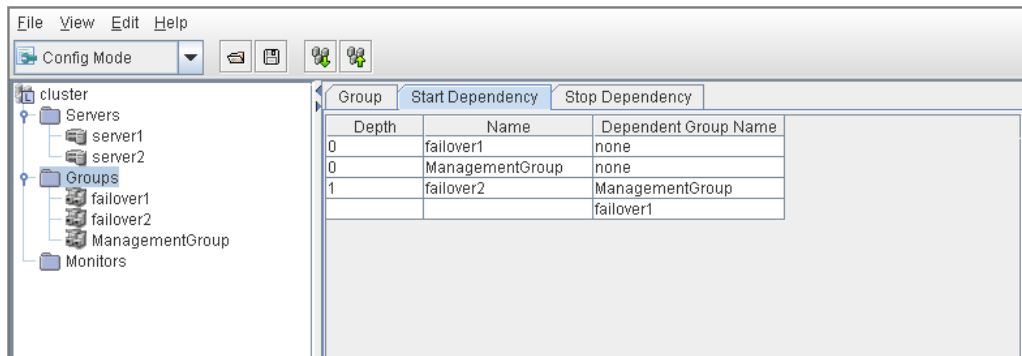 File View Edit Help
Config Mode
cluster
Servers
server1
server2
Groups
failover1
failover2
ManagementGroup
Monitors
Group Start Dependency Stop Dependency
Depth Name Dependent Group Name
0 failover1 none
0 ManagementGroup none
1 failover2 ManagementGroup
failover1